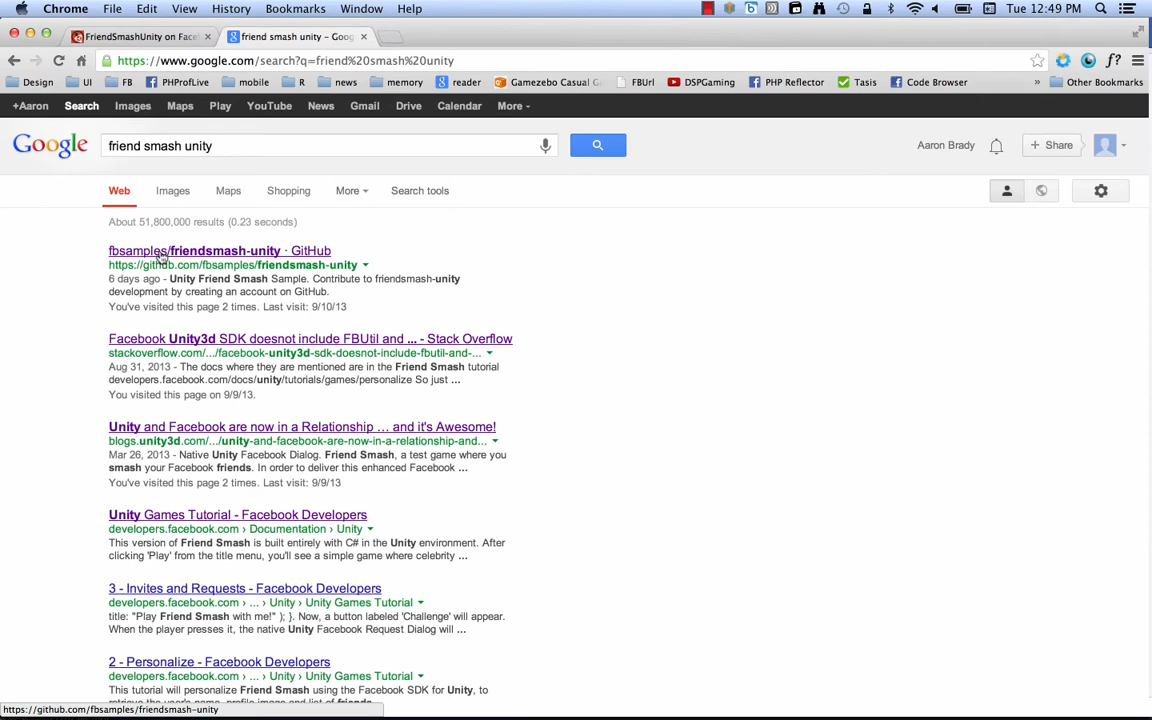 Chrome File Edit View History Bookmarks Window Help Tue 12:49 PM
FriendSmashUnity on Fac
friend smash unity – Goog
https://www.google.com/search?q=friend%20smash%20unity
Design UI FB PHProfLive mobile R news memory reader Gamezebo Casual G FBUrl DSPGaming PHP Reflector Tasis Code Browser » Other Bookmarks
+Aaron Search Images Maps Play YouTube News Gmail Drive Calendar More
Google friend smash unity Aaron Brady + Share
Web Images Maps Shopping More Search tools
About 51,800,000 results (0.23 seconds)
fbsamples/friendsmash-unity · GitHub
https://github.com/fbsamples/friendsmash-unity
6 days ago - Unity Friend Smash Sample. Contribute to friendsmash-unity
development by creating an account on GitHub.
You've visited this page 2 times. Last visit: 9/10/13
Facebook Unity3d SDK doesnot include FBUtil and ... - Stack Overflow
stackoverflow.com/.../facebook-unity3d-sdk-doesnot-include-fbutil-and-...
Aug 31, 2013 - The docs where they are mentioned are in the Friend Smash tutorial
developers.facebook.com/docs/unity/tutorials/games/personalize So just ...
You visited this page on 9/9/13.
Unity and Facebook are now in a Relationship … and it's Awesome!
blogs.unity3d.com/.../unity-and-facebook-are-now-in-a-relationship-and...
Mar 26, 2013 - Native Unity Facebook Dialog. Friend Smash, a test game where you
smash your Facebook friends. In order to deliver this enhanced Facebook ...
You've visited this page 2 times. Last visit: 9/9/13
Unity Games Tutorial - Facebook Developers
developers.facebook.com › Documentation › Unity
This version of Friend Smash is built entirely with C# in the Unity environment. After
clicking 'Play' from the title menu, you'll see a simple game where celebrity ...
3 - Invites and Requests - Facebook Developers
developers.facebook.com › ... › Unity › Unity Games Tutorial
title: "Play Friend Smash with me!" ); }. Now, a button labeled 'Challenge' will appear.
When the player presses it, the native Unity Facebook Request Dialog will ...
2 - Personalize - Facebook Developers
developers.facebook.com › ... › Unity › Unity Games Tutorial
This tutorial will personalize Friend Smash using the Facebook SDK for Unity, to
retrieve the user's name, profile image and list of friends.
https://github.com/fbsamples/friendsmash-unity